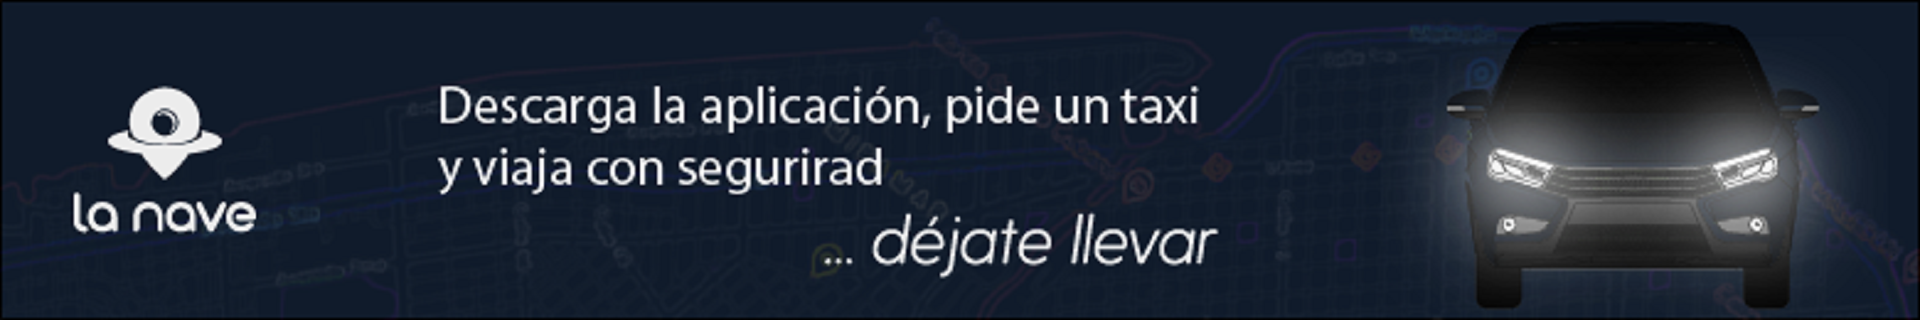 la nave
Descarga la aplicación, pide un taxi
y viaja con segurirad
... déjate llevar